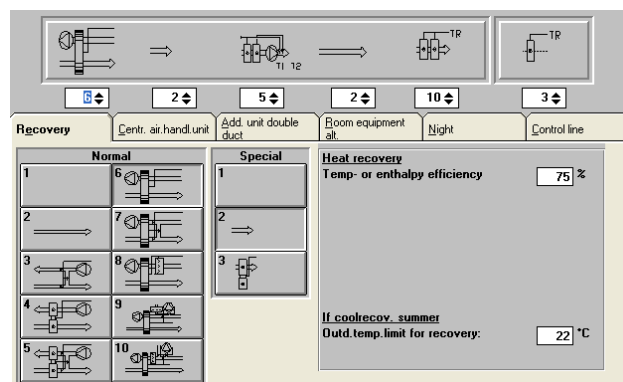 TR
TR
T1 T2
6 2 5 2 10 3
Recovery Centr. air.handl.unit Add. unit double duct Room equipment alt. Night Control line
Normal Special Heat recovery
Temp- or enthalpy efficiency 75 %
1 6 1
2 7 2
3 8 3
4 9
5 10
If coolrecov. summer
Outd.temp.limit for recovery: 22 °C